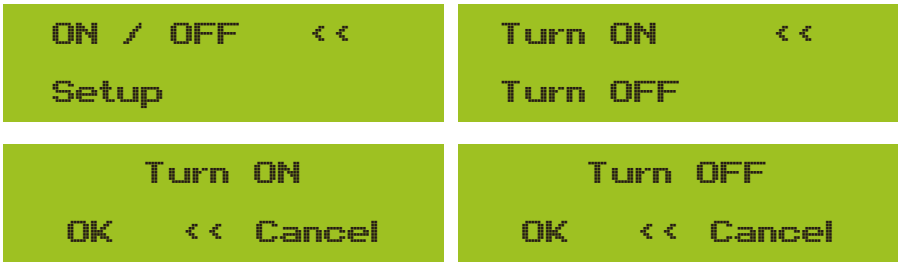 ON / OFF <<
Setup
Turn ON <<
Turn OFF
Turn ON
OK << Cancel
Turn OFF
OK << Cancel